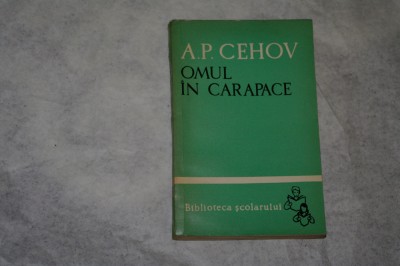 A.P. CEHOV
OMUL
ÎN CARAPACE
Biblioteca școlarului